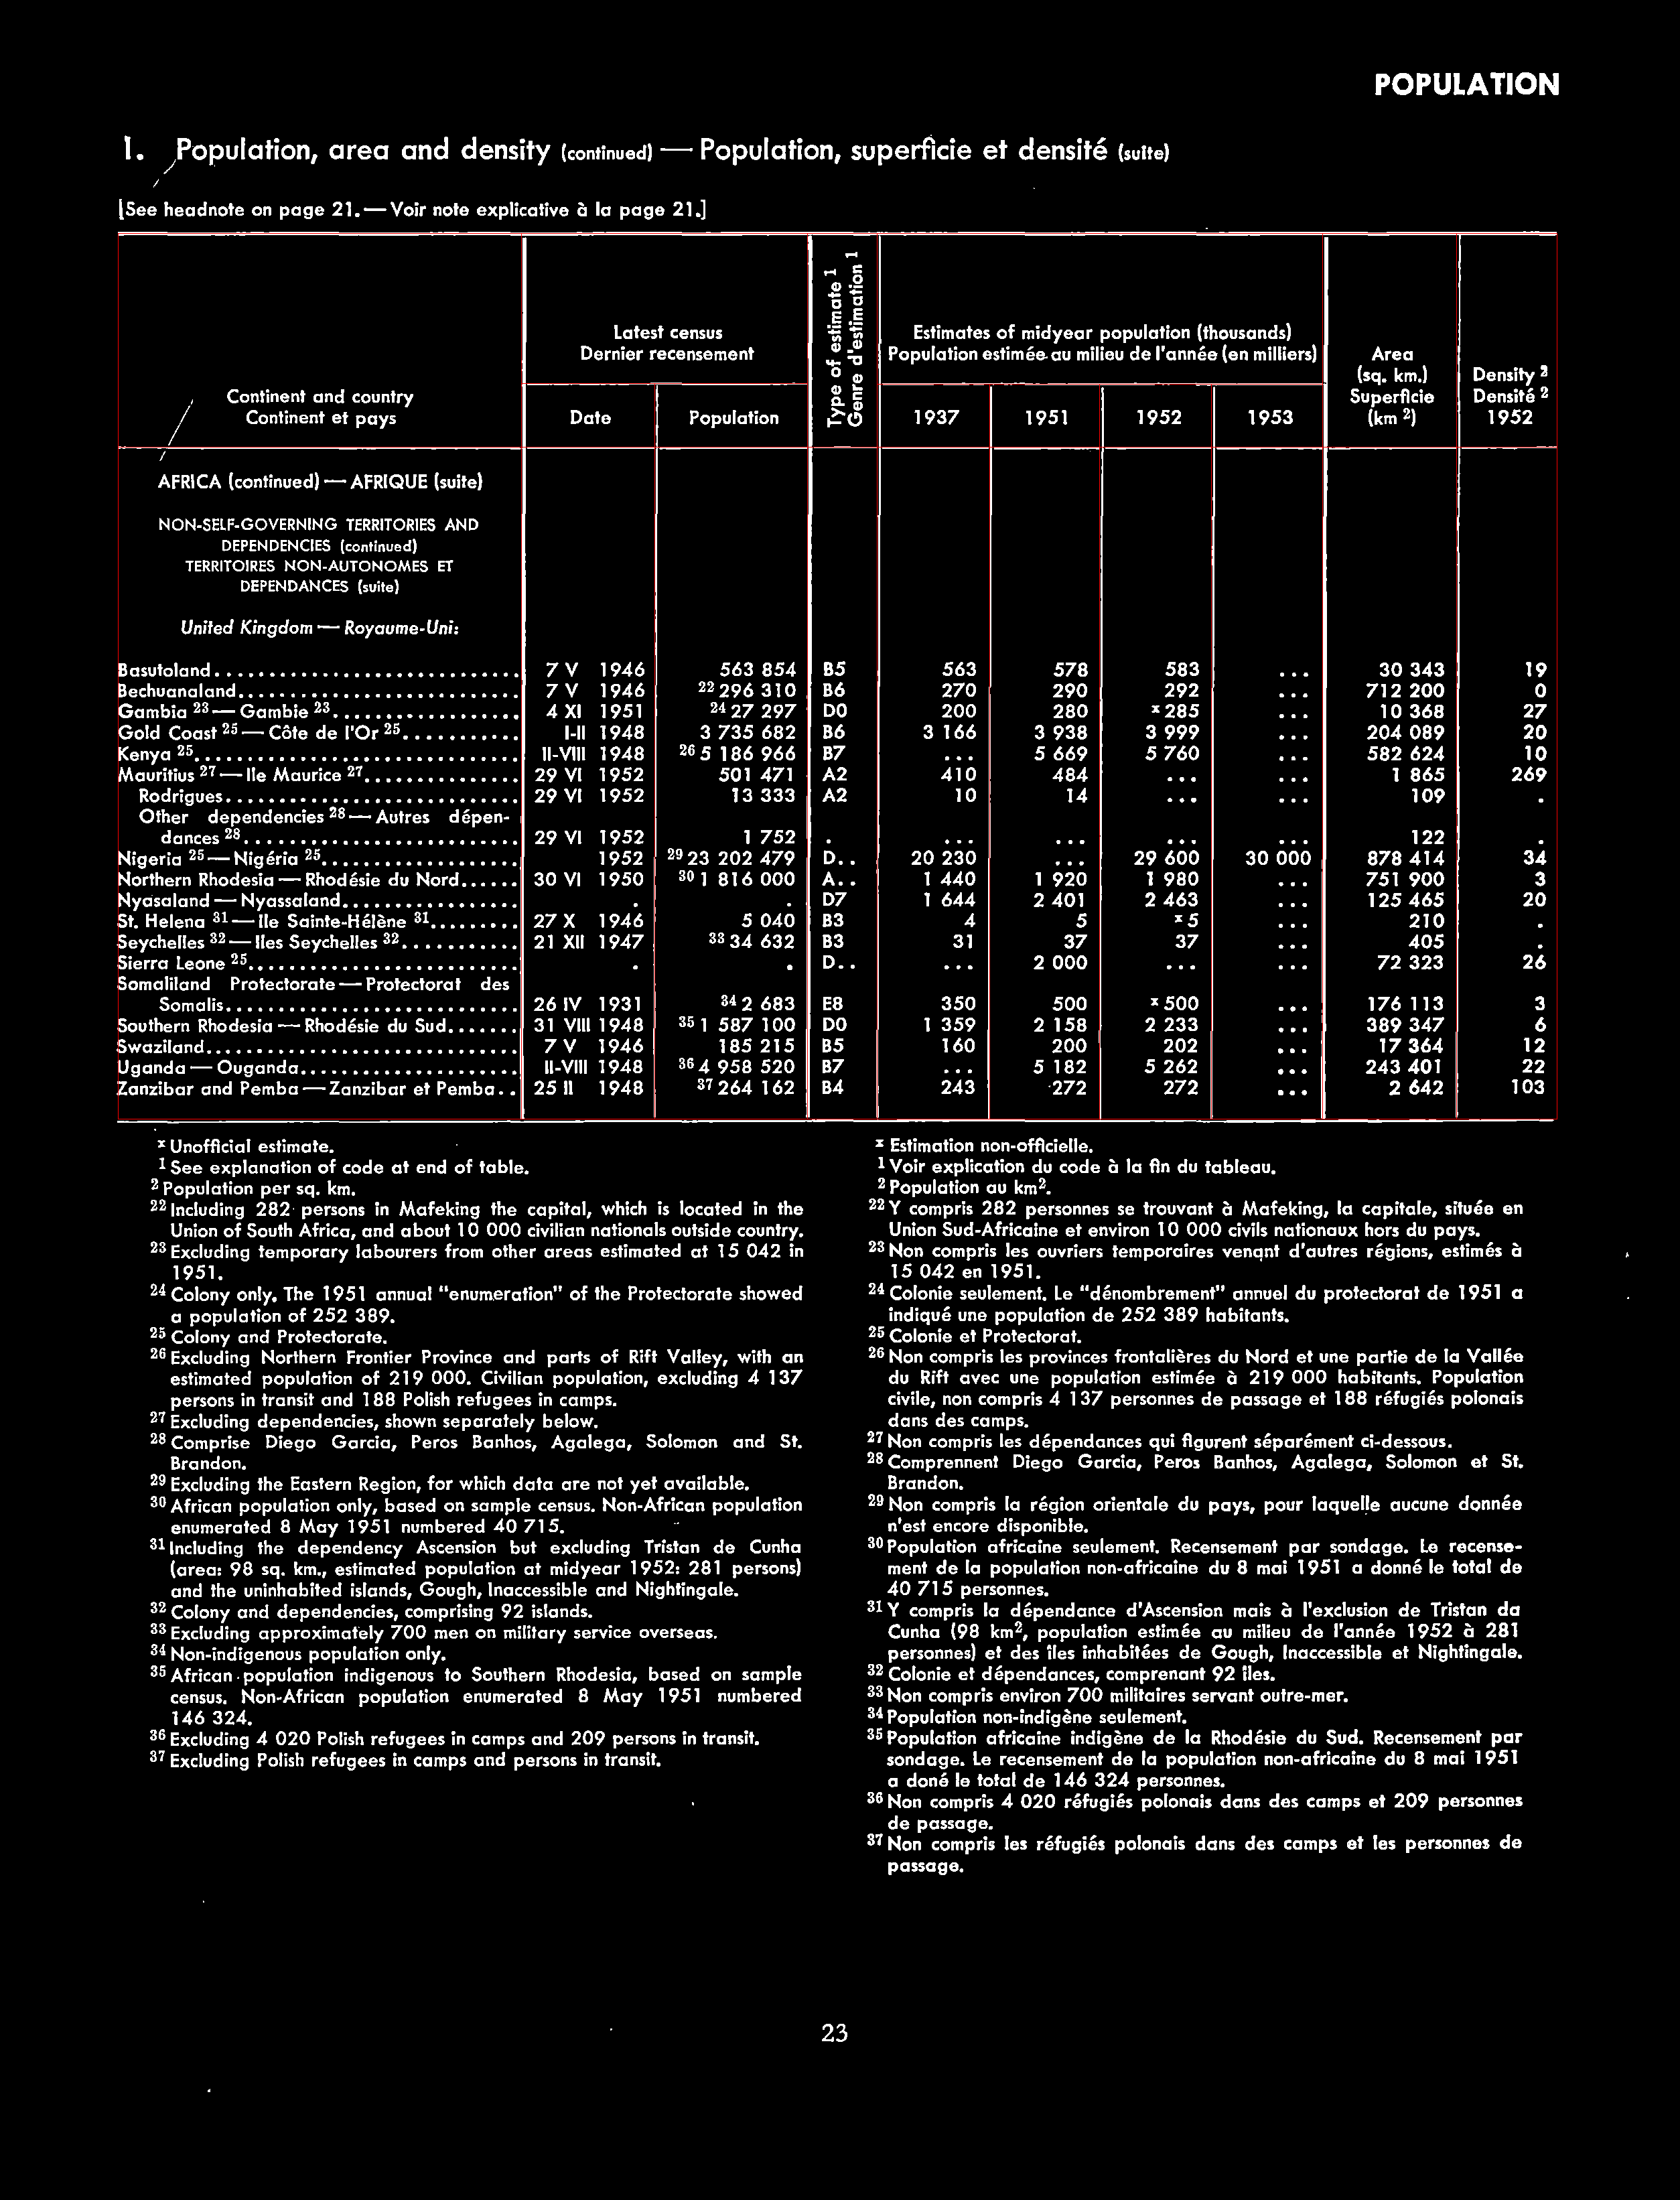 POPULATION
1. Population, area and density (continued) — Population, superficie et densité (suite)
[See headnote on page 21.—Voir note explicative à la page 21.]
Continent and country
Continent et pays
Latest census
Dernier recensement
Date
Population
Type of estimate 1
Genre d'estimation 1
Estimates of midyear population (thousands)
Population estimée au milieu de l'année (en milliers)
1937 1951 1952 1953
Area
(sq. km.)
Superficie
(km 2)
Density 2
Densité 2
1952
AFRICA (continued) — AFRIQUE (suite)
NON-SELF-GOVERNING TERRITORIES AND
DEPENDENCIES (continued)
TERRITOIRES NON-AUTONOMES ET
DEPENDANCES (suite)
United Kingdom — Royaume-Uni:
Basutoland.............................. 7 V 1946 563 854 B5 563 578 583 ... 30 343 19
Bechuanaland........................... 7 V 1946 22 296 310 B6 270 290 292 ... 712 200 0
Gambia 23— Gambie 23.................. 4 XI 1951 24 27 297 D0 200 280 x 285 ... 10 368 27
Gold Coast 25— Côte de l'Or 25........... I-II 1948 3 735 682 B6 3 166 3 938 3 999 ... 204 089 20
Kenya 25............................... II-VIII 1948 26 5 186 966 B7 ... 5 669 5 760 ... 582 624 10
Mauritius 27— Ile Maurice 27............... 29 VI 1952 501 471 A2 410 484 ... ... 1 865 269
Rodrigues............................ 29 VI 1952 13 333 A2 10 14 ... ... 109 .
Other dependencies 28— Autres dépen-
dances 28.......................... 29 VI 1952 1 752 . ... ... ... ... 122 .
Nigeria 25— Nigéria 25................... 1952 29 23 202 479 D.. 20 230 ... 29 600 30 000 878 414 34
Northern Rhodesia — Rhodésie du Nord...... 30 VI 1950 30 1 816 000 A.. 1 440 1 920 1 980 ... 751 900 3
Nyasaland — Nyassaland................. . . D7 1 644 2 401 2 463 ... 125 465 20
St. Helena 31— Ile Sainte-Hélène 31......... 27 X 1946 5 040 B3 4 5 x 5 ... 210 .
Seychelles 32— Iles Seychelles 32........... 21 XII 1947 33 34 632 B3 31 37 37 ... 405 .
Sierra Leone 25.......................... . . D.. ... 2 000 ... ... 72 323 26
Somaliland Protectorate — Protectorat des
Somalis............................ 26 IV 1931 34 2 683 E8 350 500 x 500 ... 176 113 3
Southern Rhodesia — Rhodésie du Sud....... 31 VIII 1948 35 1 587 100 D0 1 359 2 158 2 233 ... 389 347 6
Swaziland.............................. 7 V 1946 185 215 B5 160 200 202 ... 17 364 12
Uganda — Ouganda..................... II-VIII 1948 36 4 958 520 B7 ... 5 182 5 262 ... 243 401 22
Zanzibar and Pemba — Zanzibar et Pemba.. 25 II 1948 37 264 162 B4 243 272 272 ... 2 642 103
x Unofficial estimate.
1 See explanation of code at end of table.
2 Population per sq. km.
22 Including 282 persons in Mafeking the capital, which is located in the
Union of South Africa, and about 10 000 civilian nationals outside country.
23 Excluding temporary labourers from other areas estimated at 15 042 in
1951.
24 Colony only. The 1951 annual "enumeration" of the Protectorate showed
a population of 252 389.
25 Colony and Protectorate.
26 Excluding Northern Frontier Province and parts of Rift Valley, with an
estimated population of 219 000. Civilian population, excluding 4 137
persons in transit and 188 Polish refugees in camps.
27 Excluding dependencies, shown separately below.
28 Comprise Diego Garcia, Peros Banhos, Agalega, Solomon and St.
Brandon.
29 Excluding the Eastern Region, for which data are not yet available.
30 African population only, based on sample census. Non-African population
enumerated 8 May 1951 numbered 40 715.
31 Including the dependency Ascension but excluding Tristan de Cunha
(area: 98 sq. km., estimated population at midyear 1952: 281 persons)
and the uninhabited islands, Gough, Inaccessible and Nightingale.
32 Colony and dependencies, comprising 92 islands.
33 Excluding approximately 700 men on military service overseas.
34 Non-indigenous population only.
35 African population indigenous to Southern Rhodesia, based on sample
census. Non-African population enumerated 8 May 1951 numbered
146 324.
36 Excluding 4 020 Polish refugees in camps and 209 persons in transit.
37 Excluding Polish refugees in camps and persons in transit.
x Estimation non-officielle.
1 Voir explication du code à la fin du tableau.
2 Population au km2.
22 Y compris 282 personnes se trouvant à Mafeking, la capitale, située en
Union Sud-Africaine et environ 10 000 civils nationaux hors du pays.
23 Non compris les ouvriers temporaires venant d'autres régions, estimés à
15 042 en 1951.
24 Colonie seulement. Le "dénombrement" annuel du protectorat de 1951 a
indiqué une population de 252 389 habitants.
25 Colonie et Protectorat.
26 Non compris les provinces frontalières du Nord et une partie de la Vallée
du Rift avec une population estimée à 219 000 habitants. Population
civile, non compris 4 137 personnes de passage et 188 réfugiés polonais
dans des camps.
27 Non compris les dépendances qui figurent séparément ci-dessous.
28 Comprennent Diego Garcia, Peros Banhos, Agalega, Solomon et St.
Brandon.
29 Non compris la région orientale du pays, pour laquelle aucune donnée
n'est encore disponible.
30 Population africaine seulement. Recensement par sondage. Le recense-
ment de la population non-africaine du 8 mai 1951 a donné le total de
40 715 personnes.
31 Y compris la dépendance d'Ascension mais à l'exclusion de Tristan da
Cunha (98 km2, population estimée au milieu de l'année 1952 à 281
personnes) et des îles inhabitées de Gough, Inaccessible et Nightingale.
32 Colonie et dépendances, comprenant 92 îles.
33 Non compris environ 700 militaires servant outre-mer.
34 Population non-indigène seulement.
35 Population africaine indigène de la Rhodésie du Sud. Recensement par
sondage. Le recensement de la population non-africaine du 8 mai 1951
a doné le total de 146 324 personnes.
36 Non compris 4 020 réfugiés polonais dans des camps et 209 personnes
de passage.
37 Non compris les réfugiés polonais dans des camps et les personnes de
passage.
23